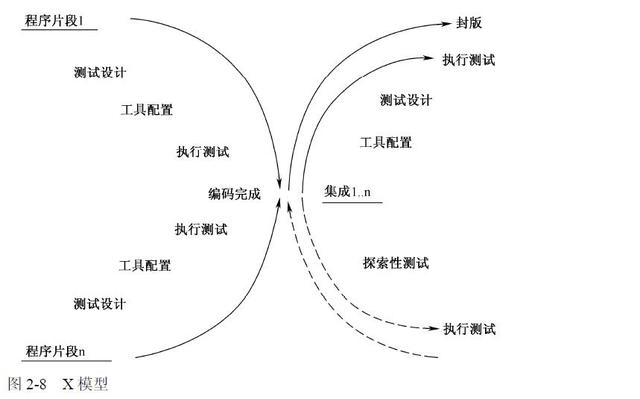 程序片段1
封版
执行测试
测试设计
测试设计
工具配置
工具配置
执行测试
编码完成
集成1..n
执行测试
探索性测试
工具配置
测试设计
执行测试
程序片段n
图 2-8 X 模型